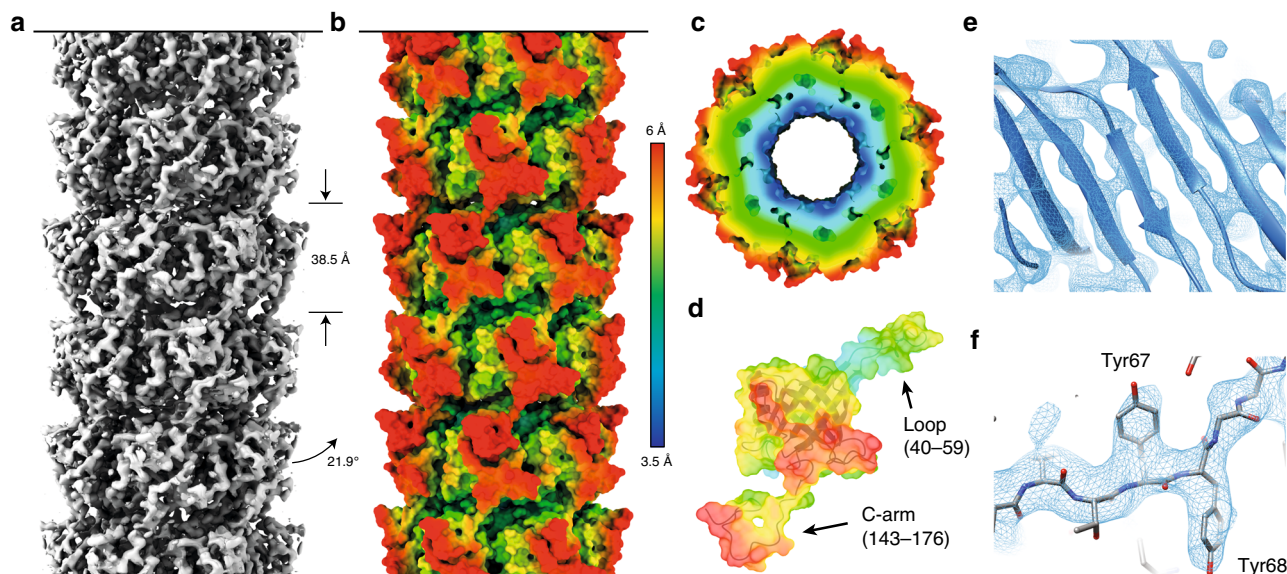 a
38.5 Å
21.9°
b
6 Å
3.5 Å
c
d
Loop
(40–59)
C-arm
(143–176)
e
f
Tyr67
Tyr68